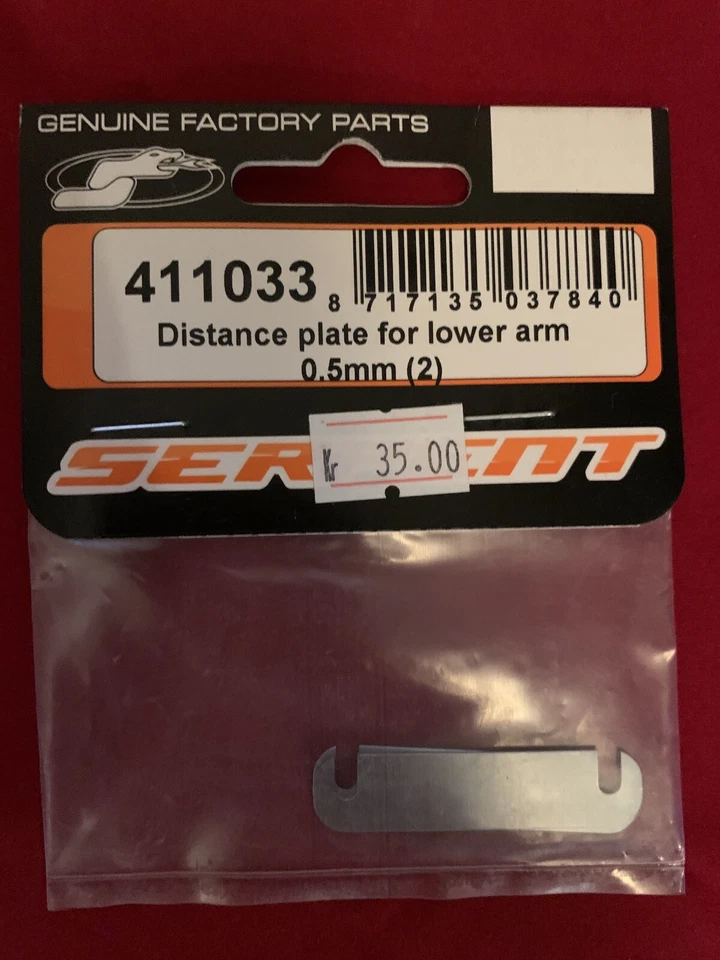 GENUINE FACTORY PARTS
411033
8 717135 037840
Distance plate for lower arm
0.5mm (2)
Kr 35.00